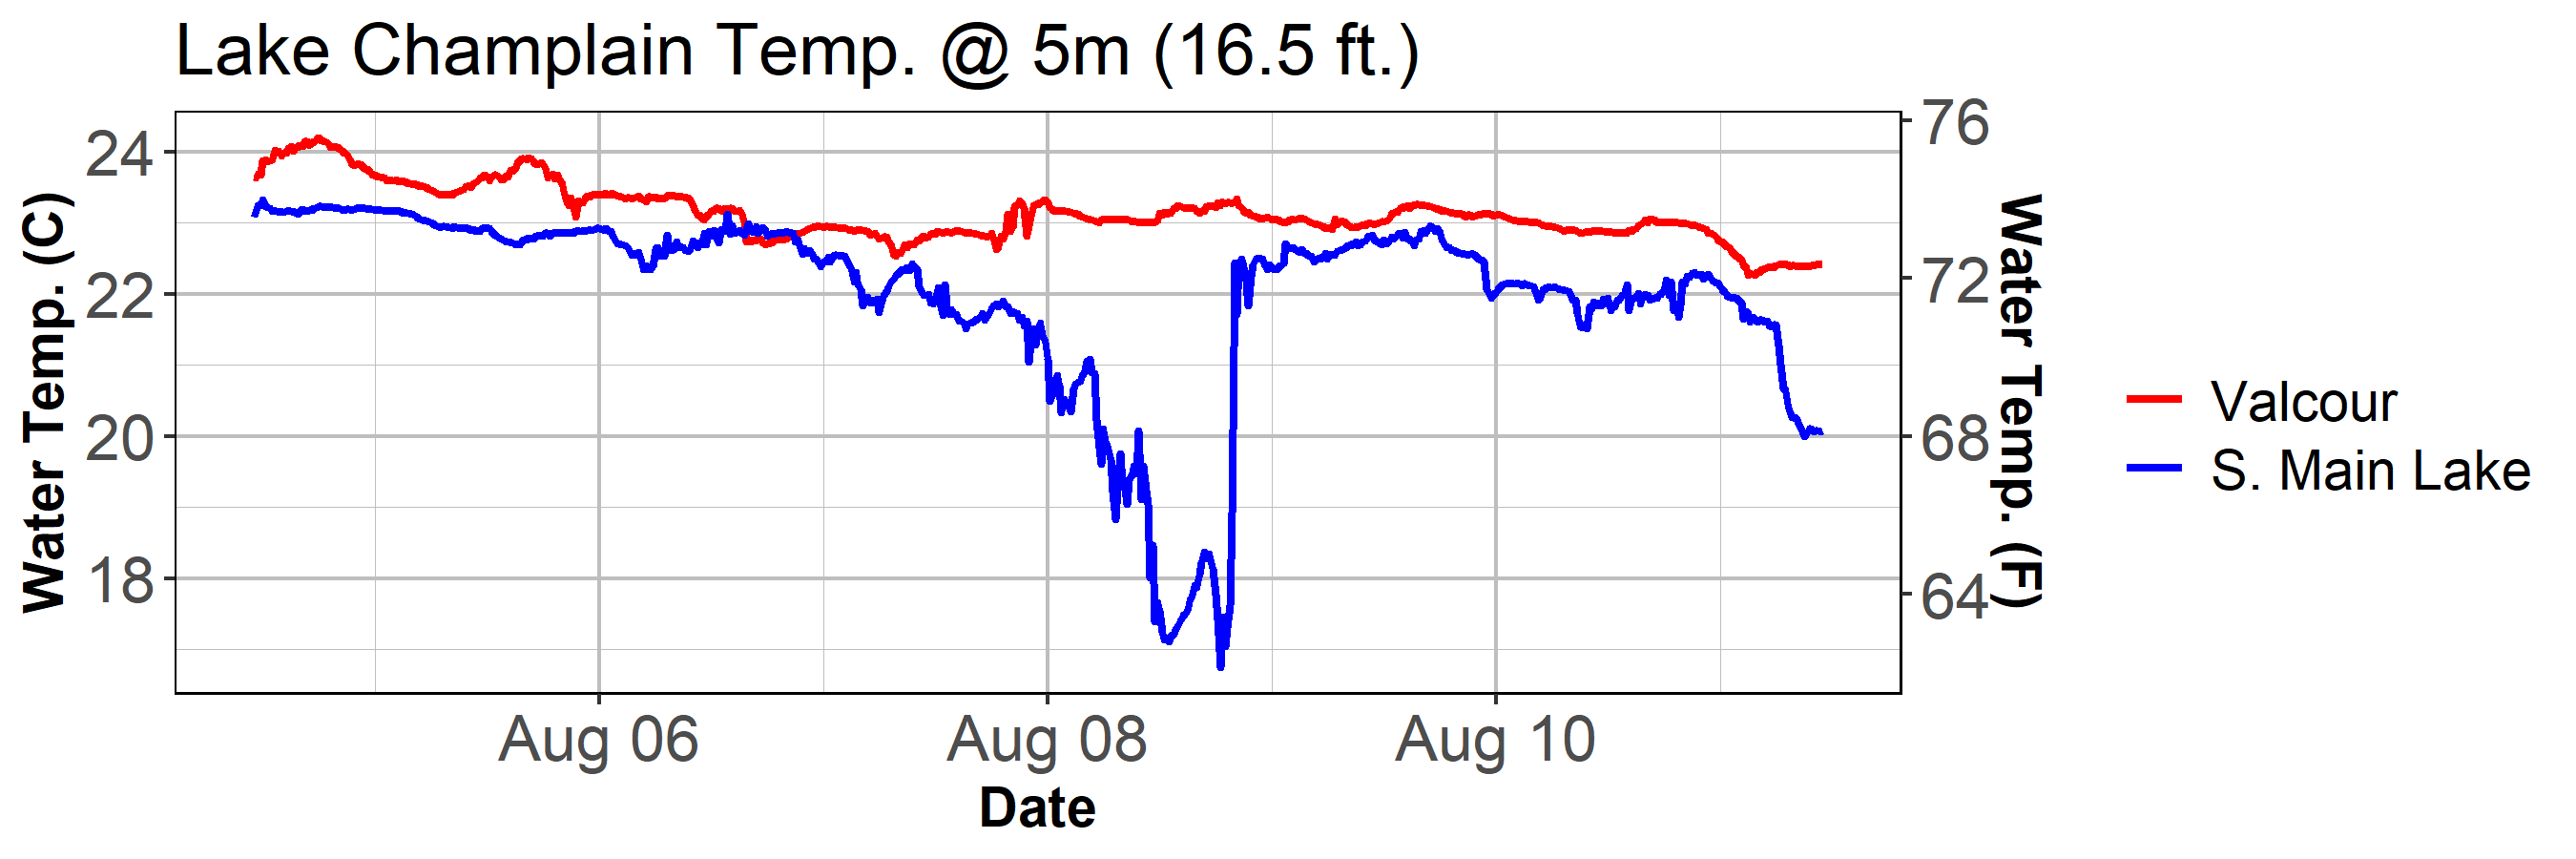 Lake Champlain Temp. @ 5m (16.5 ft.)
Water Temp. (C)
24
22
20
18
76
72
68
64
Water Temp. (F)
Valcour
S. Main Lake
Aug 06 Aug 08 Aug 10
Date